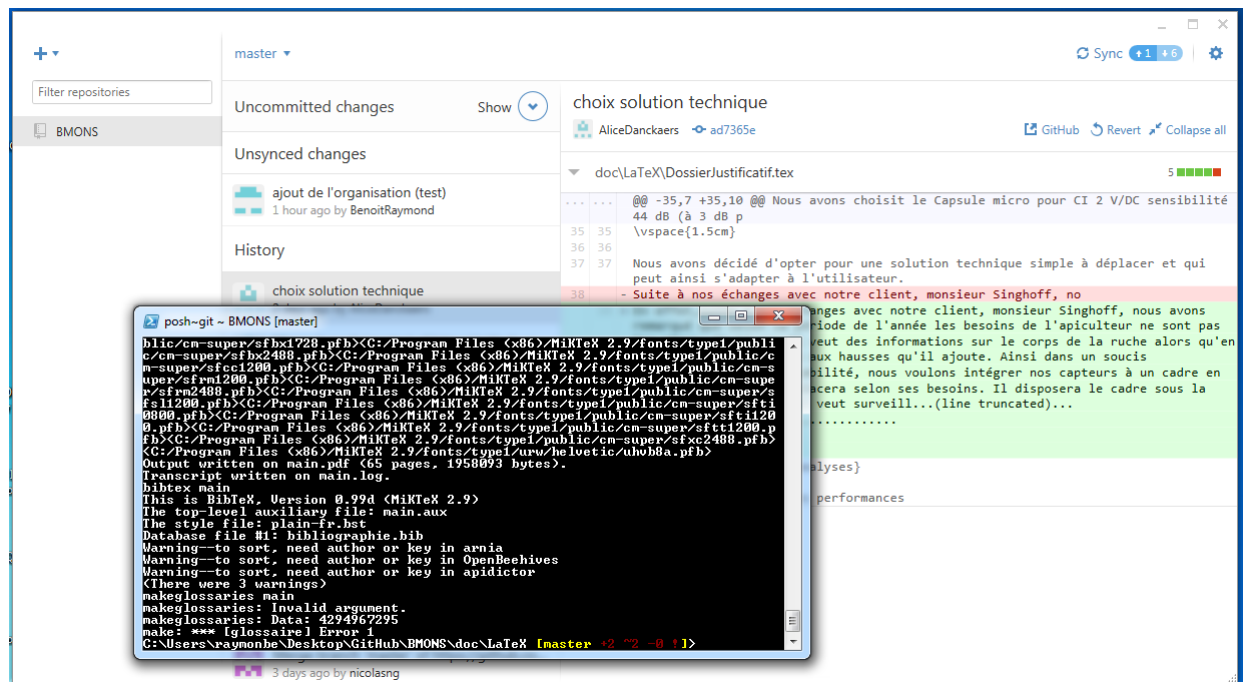 master
Sync +1 +6
Filter repositories
BMONS
Uncommitted changes
Show
Unsynced changes
ajout de l'organisation (test)
1 hour ago by BenoitRaymond
History
choix solution technique
3 days ago by nicolasng
choix solution technique
AliceDanckaers ad7365e
GitHub Revert Collapse all
doc\LaTeX\DossierJustificatif.tex
5
... ... @@ -35,7 +35,10 @@ Nous avons choisit le Capsule micro pour CI 2 V/DC sensibilité
44 dB (à 3 dB p
35 35 \vspace{1.5cm}
36 36
37 37 Nous avons décidé d'opter pour une solution technique simple à déplacer et qui
peut ainsi s'adapter à l'utilisateur.
38 - Suite à nos échanges avec notre client, monsieur Singhoff, no
anges avec notre client, monsieur Singhoff, nous avons
riode de l'année les besoins de l'apiculteur ne sont pas
veut des informations sur le corps de la ruche alors qu'en
aux hausses qu'il ajoute. Ainsi dans un soucis
bilité, nous voulons intégrer nos capteurs à un cadre en
acera selon ses besoins. Il disposera le cadre sous la
veut surveill...(line truncated)...
............
alyses}
performances
posh~git ~ BMONS [master]
blic/cm-super/sfbx1728.pfb><C:/Program Files (x86)/MiKTeX 2.9/fonts/type1/publi
c/cm-super/sfbx2488.pfb><C:/Program Files (x86)/MiKTeX 2.9/fonts/type1/public/c
m-super/sfcc1200.pfb><C:/Program Files (x86)/MiKTeX 2.9/fonts/type1/public/cm-s
uper/sfrm1200.pfb><C:/Program Files (x86)/MiKTeX 2.9/fonts/type1/public/cm-supe
r/sfrm2488.pfb><C:/Program Files (x86)/MiKTeX 2.9/fonts/type1/public/cm-super/s
fsl1200.pfb><C:/Program Files (x86)/MiKTeX 2.9/fonts/type1/public/cm-super/sfti
0800.pfb><C:/Program Files (x86)/MiKTeX 2.9/fonts/type1/public/cm-super/sfti120
0.pfb><C:/Program Files (x86)/MiKTeX 2.9/fonts/type1/public/cm-super/sftt1200.p
fb><C:/Program Files (x86)/MiKTeX 2.9/fonts/type1/public/cm-super/sfxc2488.pfb>
<C:/Program Files (x86)/MiKTeX 2.9/fonts/type1/urw/helvetic/uhvb8a.pfb>
Output written on main.pdf (65 pages, 1958093 bytes).
Transcript written on main.log.
bibtex main
This is BibTeX, Version 0.99d (MiKTeX 2.9)
The top-level auxiliary file: main.aux
The style file: plain-fr.bst
Database file #1: bibliographie.bib
Warning--to sort, need author or key in arnia
Warning--to sort, need author or key in OpenBeehives
Warning--to sort, need author or key in apidictor
(There were 3 warnings)
makeglossaries main
makeglossaries: Invalid argument.
makeglossaries: Data: 4294967295
make: *** [glossaire] Error 1
C:\Users\raymonbe\Desktop\GitHub\BMONS\doc\LaTeX [master +2 ~2 -0 !]>